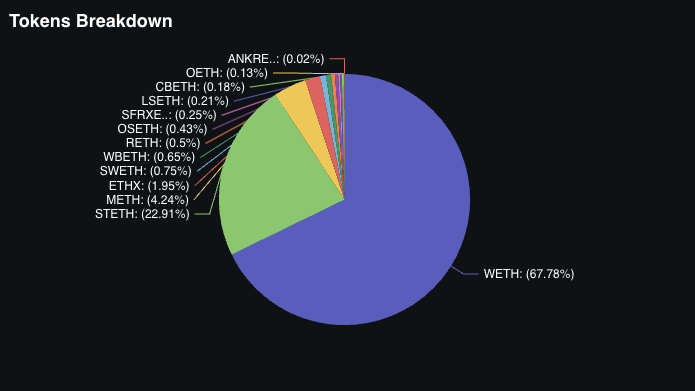 Tokens Breakdown
ANKRE..: (0.02%)
OETH: (0.13%)
CBETH: (0.18%)
LSETH: (0.21%)
SFRXE..: (0.25%)
OSETH: (0.43%)
RETH: (0.5%)
WBETH: (0.65%)
SWETH: (0.75%)
ETHX: (1.95%)
METH: (4.24%)
STETH: (22.91%)
WETH: (67.78%)